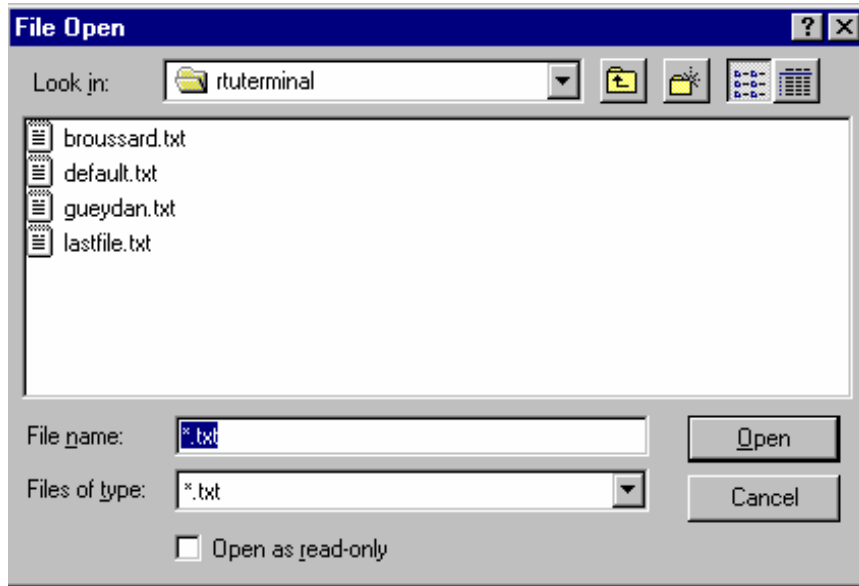 File Open
Look in: rtuterminal
broussard.txt
default.txt
gueydan.txt
lastfile.txt
File name: *.txt Open
Files of type: *.txt Cancel
Open as read-only